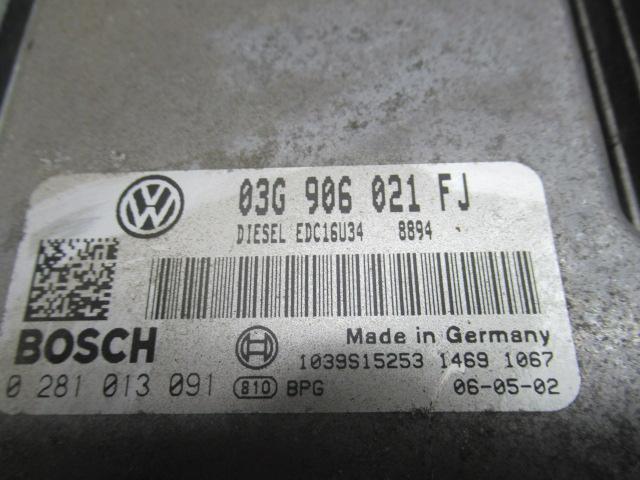 03G 906 021 FJ
DIESEL EDC16U34 8894
BOSCH
Made in Germany
1039S15253 1469 1067
0 281 013 091 810 BPG 06-05-02